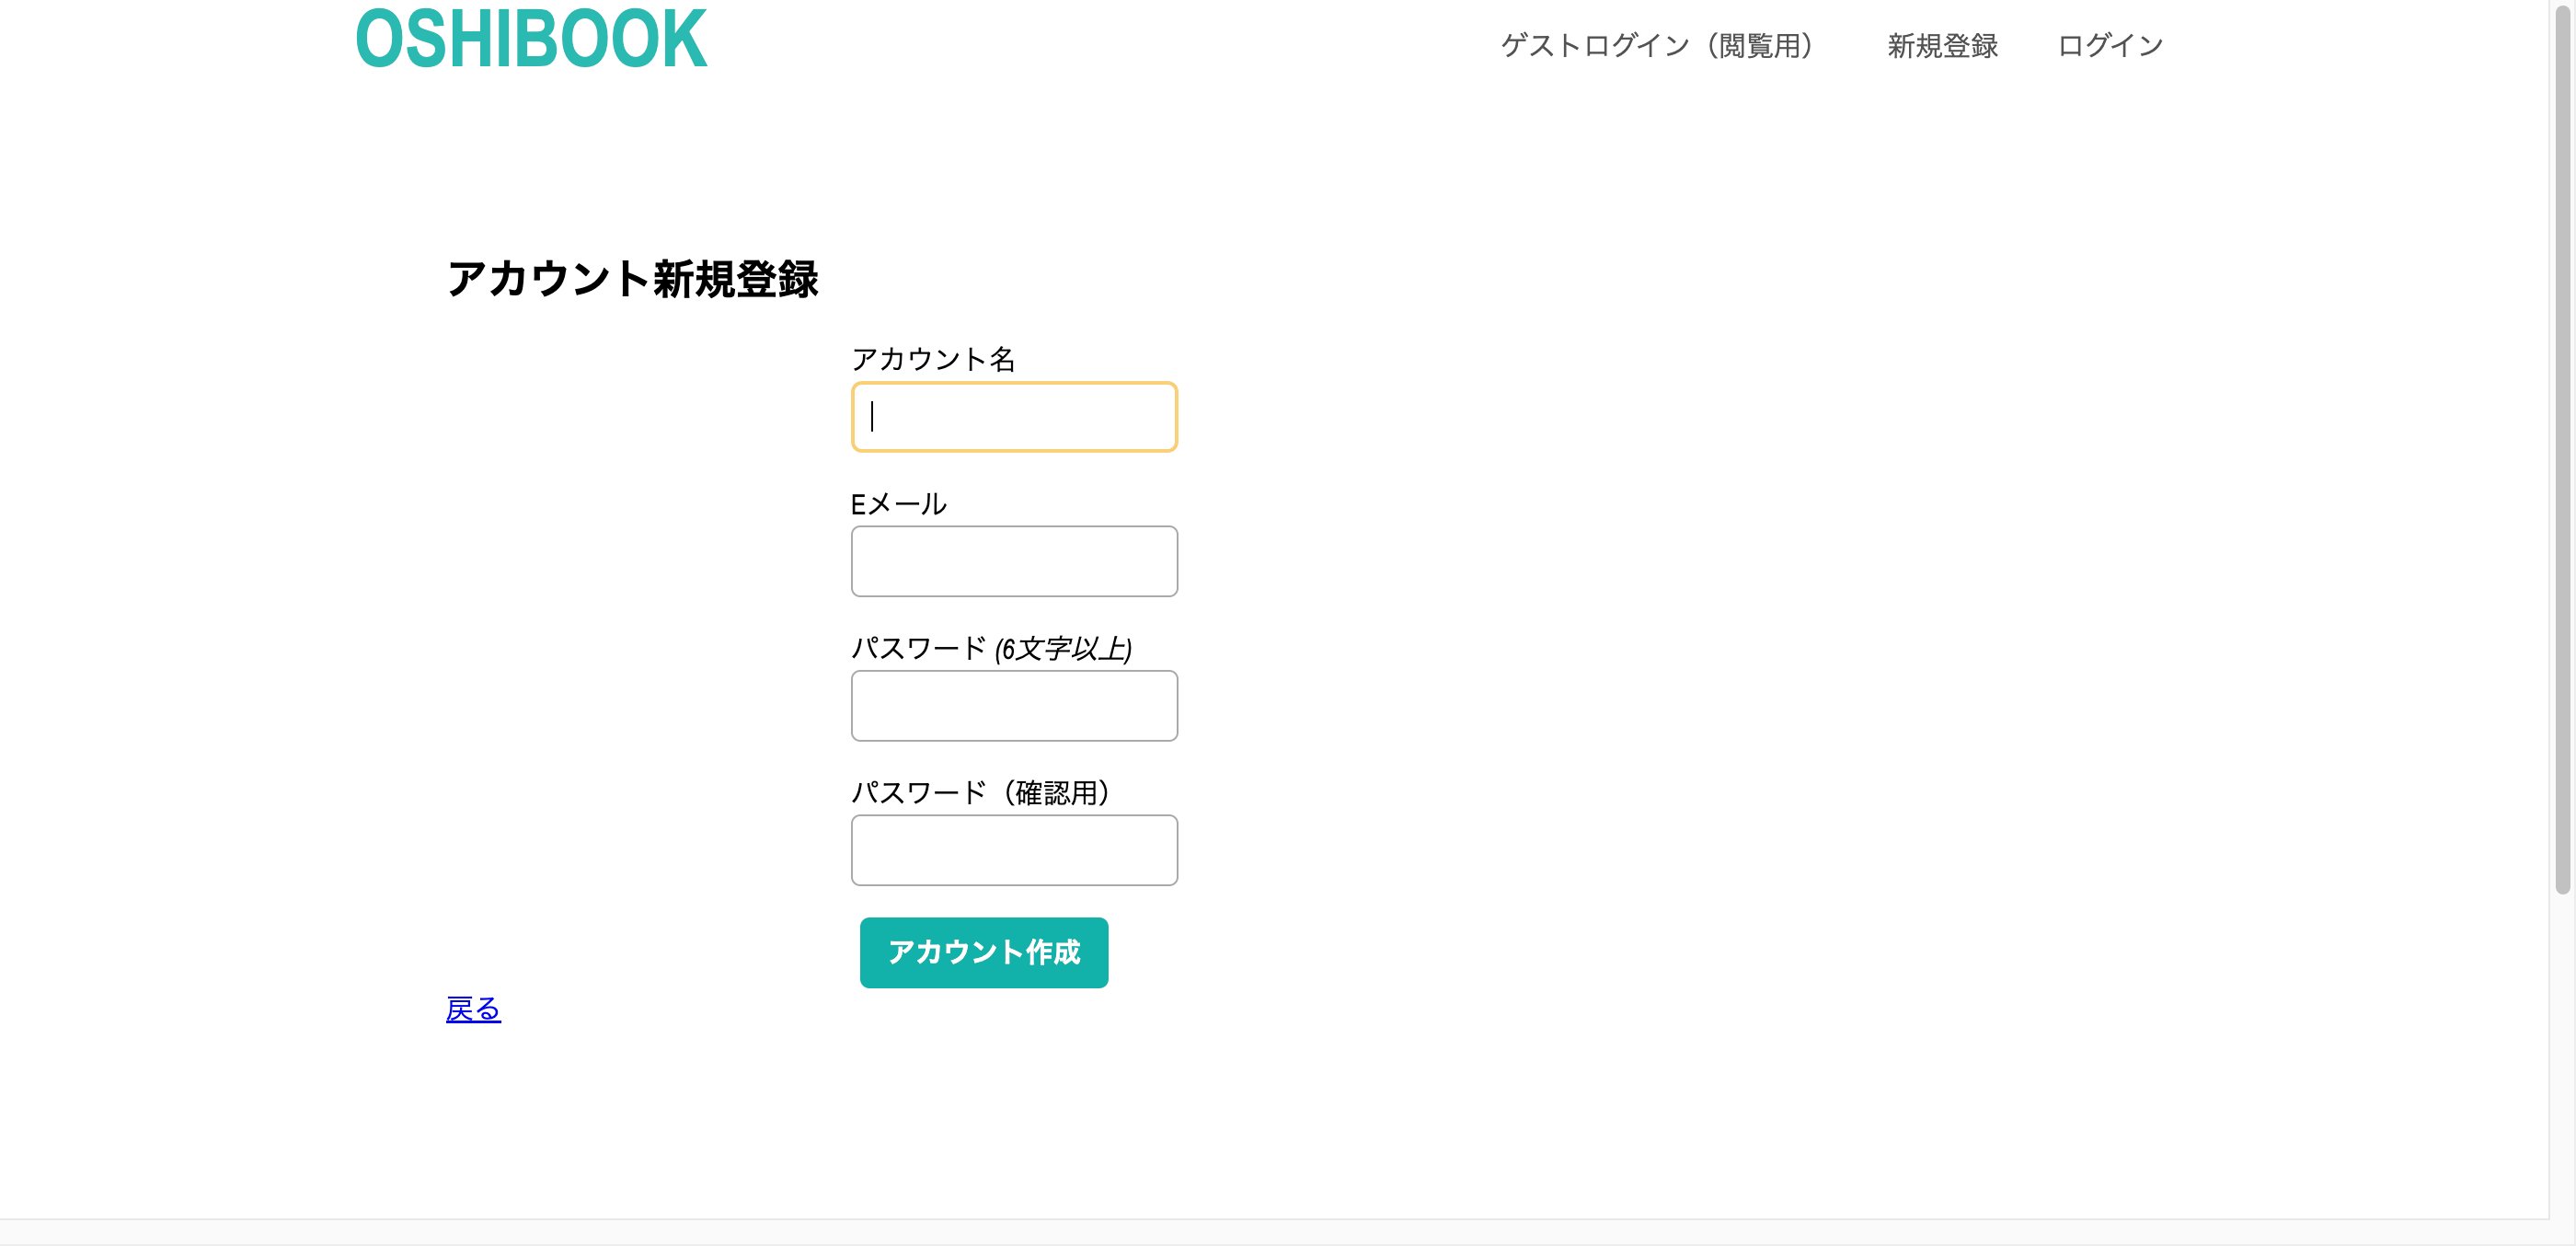 OSHIBOOK
ゲストログイン（閲覧用） 新規登録 ログイン
アカウント新規登録
アカウント名
Eメール
パスワード (6文字以上)
パスワード（確認用）
アカウント作成
戻る